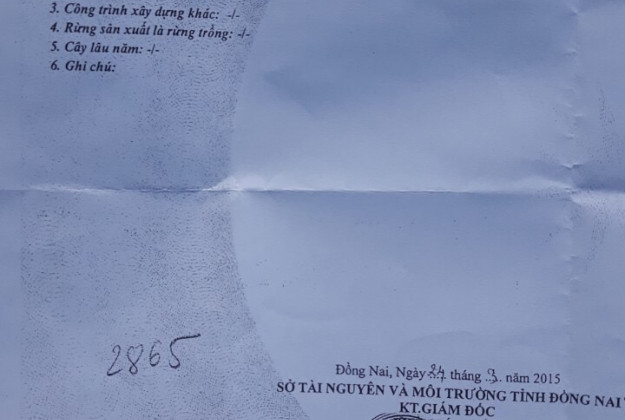 3. Công trình xây dựng khác: -/-
4. Rừng sản xuất là rừng trồng: -/-
5. Cây lâu năm: -/-
6. Ghi chú:
2865
Đồng Nai, Ngày 24 tháng .3. năm 2015
SỞ TÀI NGUYÊN VÀ MÔI TRƯỜNG TỈNH ĐỒNG NAI
KT.GIÁM ĐỐC